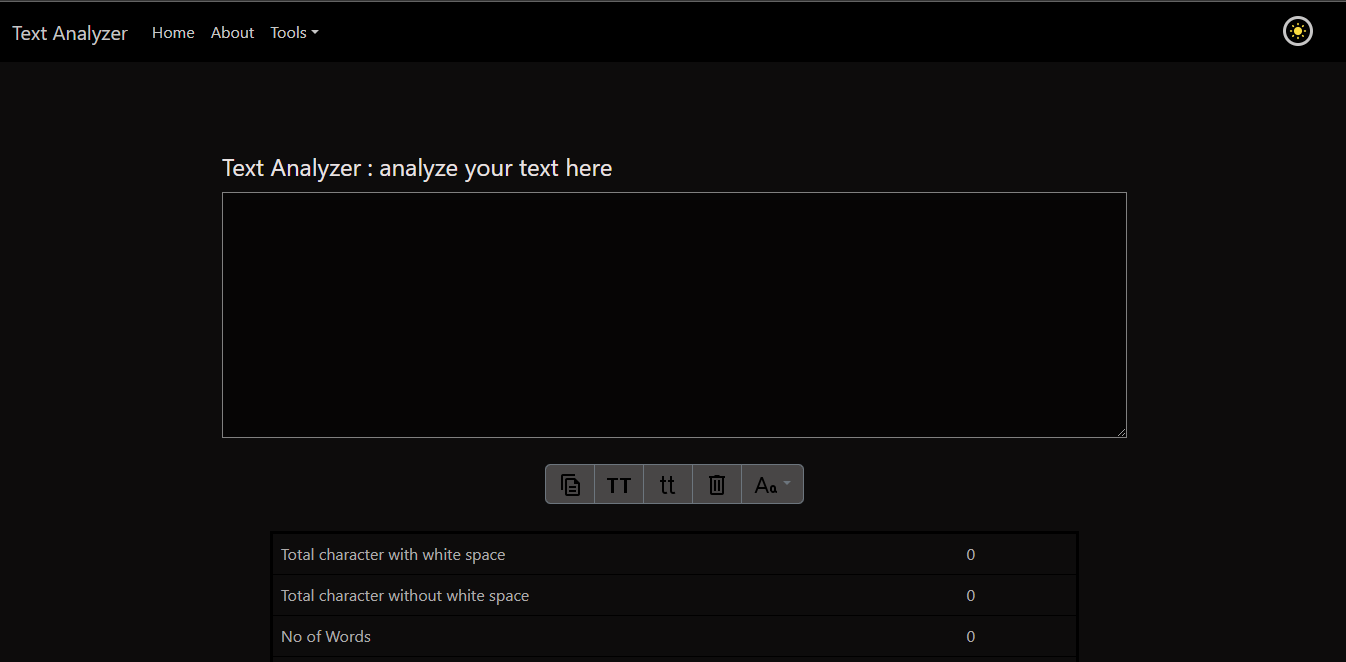 Text Analyzer Home About Tools
Text Analyzer : analyze your text here
TT tt Aa
Total character with white space 0
Total character without white space 0
No of Words 0